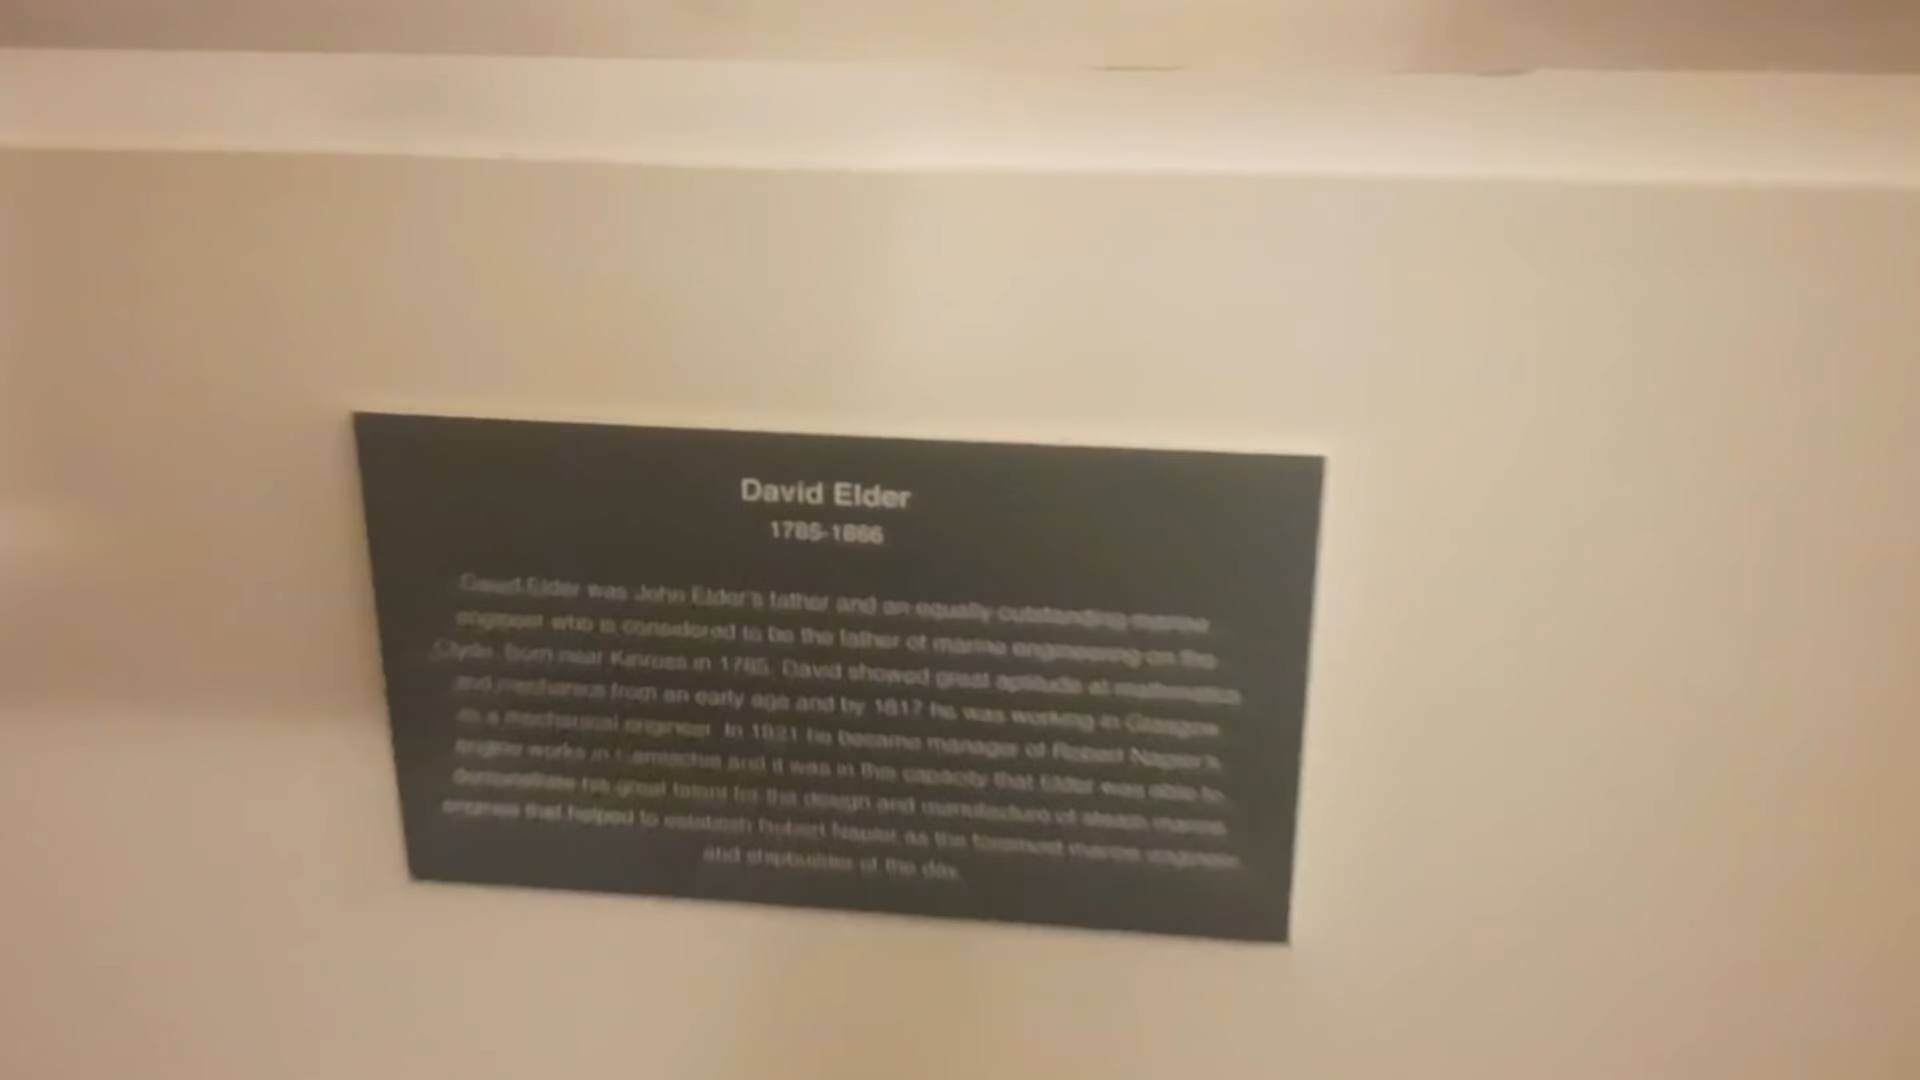 David Elder
1785-1866
David Elder was John Elder's father and an equally outstanding marine
engineer who is considered to be the father of marine engineering on the
Clyde. Born near Kinross in 1785, David showed great aptitude at mathematics
and mechanics from an early age and by 1817 he was working in Glasgow
as a mechanical engineer. In 1821 he became manager of Robert Napier's
engine works in Camlachie and it was in this capacity that Elder was able to
demonstrate his great talent for the design and manufacture of steam marine
engines that helped to establish Robert Napier as the foremost marine engineer
and shipbuilder of the day.